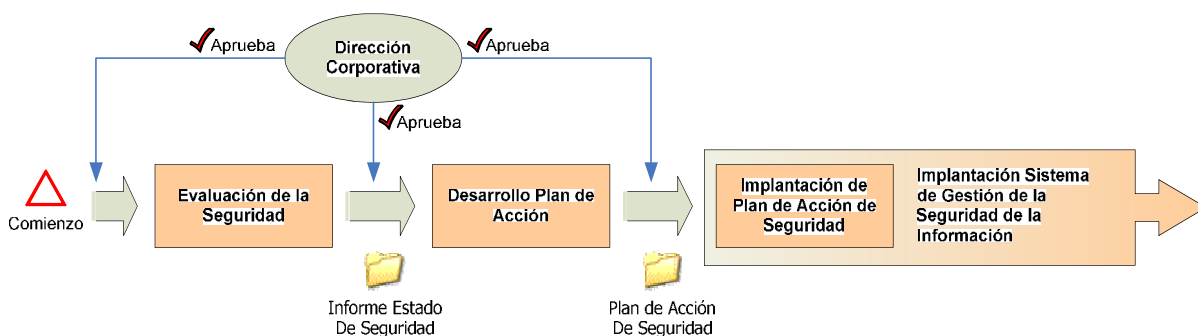 Aprueba
Dirección
Corporativa
Aprueba
Aprueba
Comienzo
Evaluación de la
Seguridad
Desarrollo Plan de
Acción
Implantación de
Plan de Acción de
Seguridad
Implantación Sistema
de Gestión de la
Seguridad de la
Información
Informe Estado
De Seguridad
Plan de Acción
De Seguridad